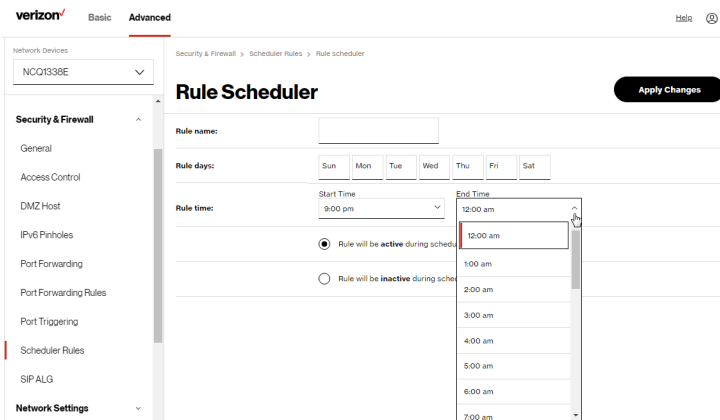 verizon Basic Advanced Help
Network Devices
NCQ1338E
Security & Firewall
General
Access Control
DMZ Host
IPv6 Pinholes
Port Forwarding
Port Forwarding Rules
Port Triggering
Scheduler Rules
SIP ALG
Network Settings
Security & Firewall > Scheduler Rules > Rule scheduler
Rule Scheduler
Apply Changes
Rule name:
Rule days: Sun Mon Tue Wed Thu Fri Sat
Start Time End Time
Rule time: 9:00 pm 12:00 am
Rule will be active during schedu
Rule will be inactive during sche
12:00 am
1:00 am
2:00 am
3:00 am
4:00 am
5:00 am
6:00 am
7:00 am